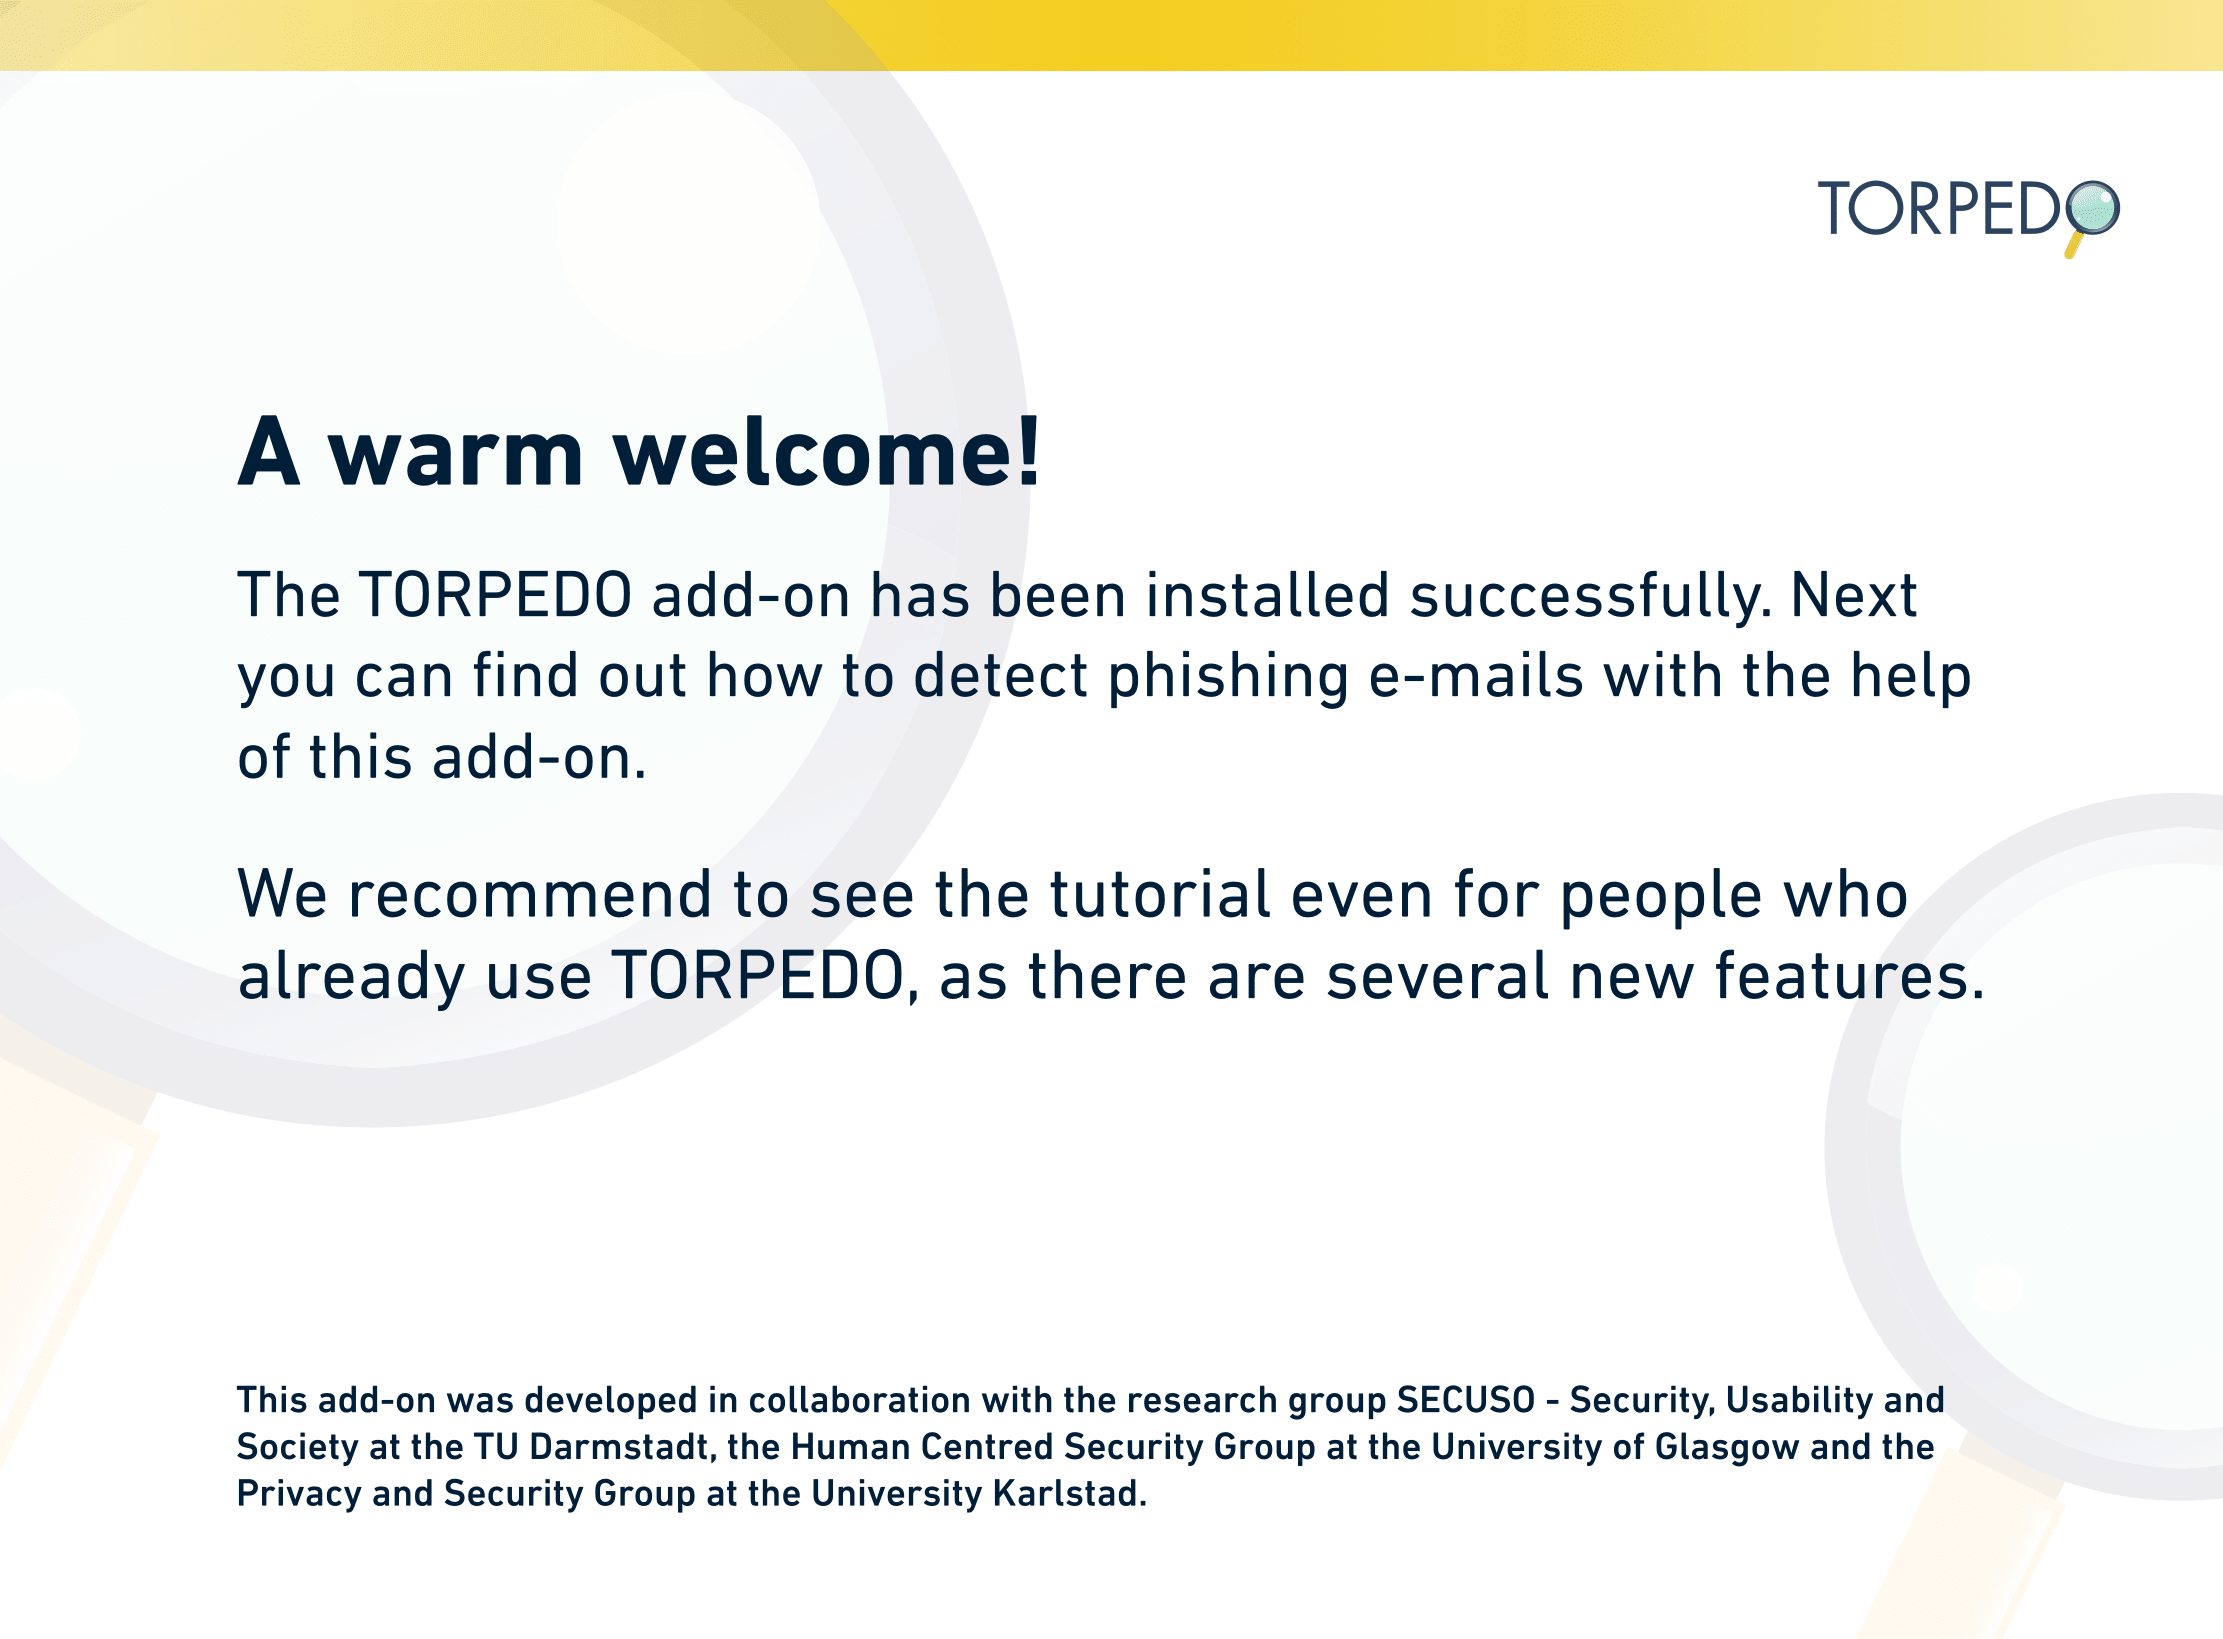 TORPEDO
A warm welcome!
The TORPEDO add-on has been installed successfully. Next
you can find out how to detect phishing e-mails with the help
of this add-on.
We recommend to see the tutorial even for people who
already use TORPEDO, as there are several new features.
This add-on was developed in collaboration with the research group SECUSO - Security, Usability and
Society at the TU Darmstadt, the Human Centred Security Group at the University of Glasgow and the
Privacy and Security Group at the University Karlstad.